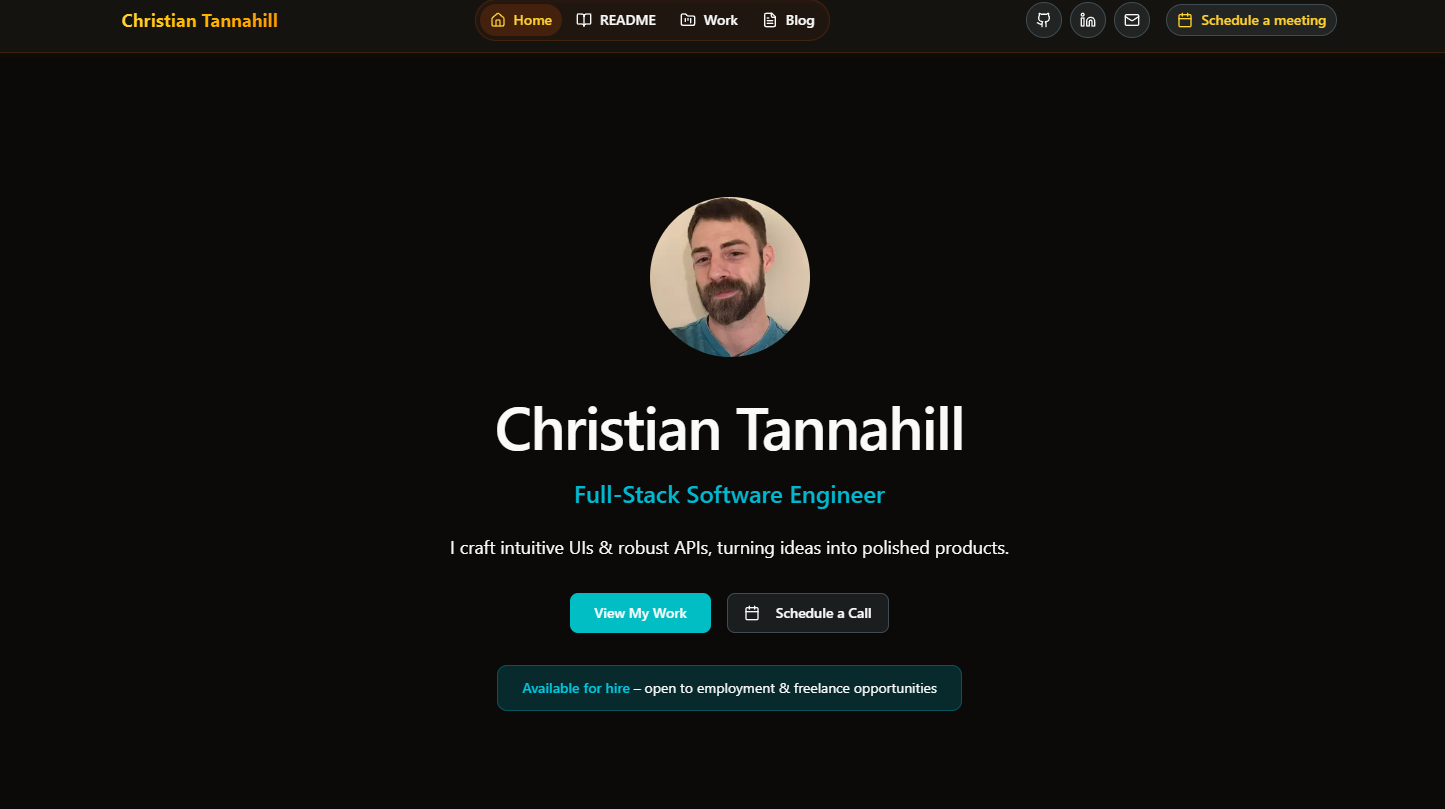 Christian Tannahill
Home README Work Blog
Schedule a meeting
Christian Tannahill
Full-Stack Software Engineer
I craft intuitive UIs & robust APIs, turning ideas into polished products.
View My Work
Schedule a Call
Available for hire – open to employment & freelance opportunities